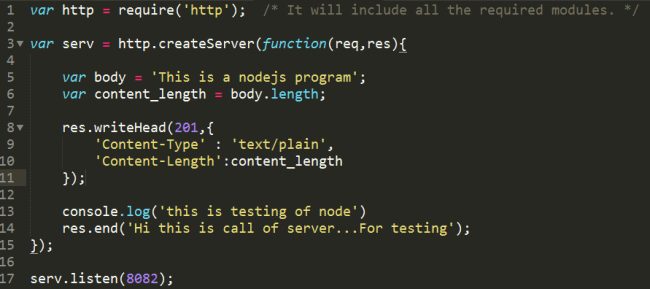 1 var http = require('http');  /* It will include all the required modules. */
2
3 var serv = http.createServer(function(req,res){
4
5     var body = 'This is a nodejs program';
6     var content_length = body.length;
7
8     res.writeHead(201,{
9         'Content-Type' : 'text/plain',
10         'Content-Length':content_length
11     });
12
13     console.log('this is testing of node')
14     res.end('Hi this is call of server...For testing');
15 });
16
17 serv.listen(8082);